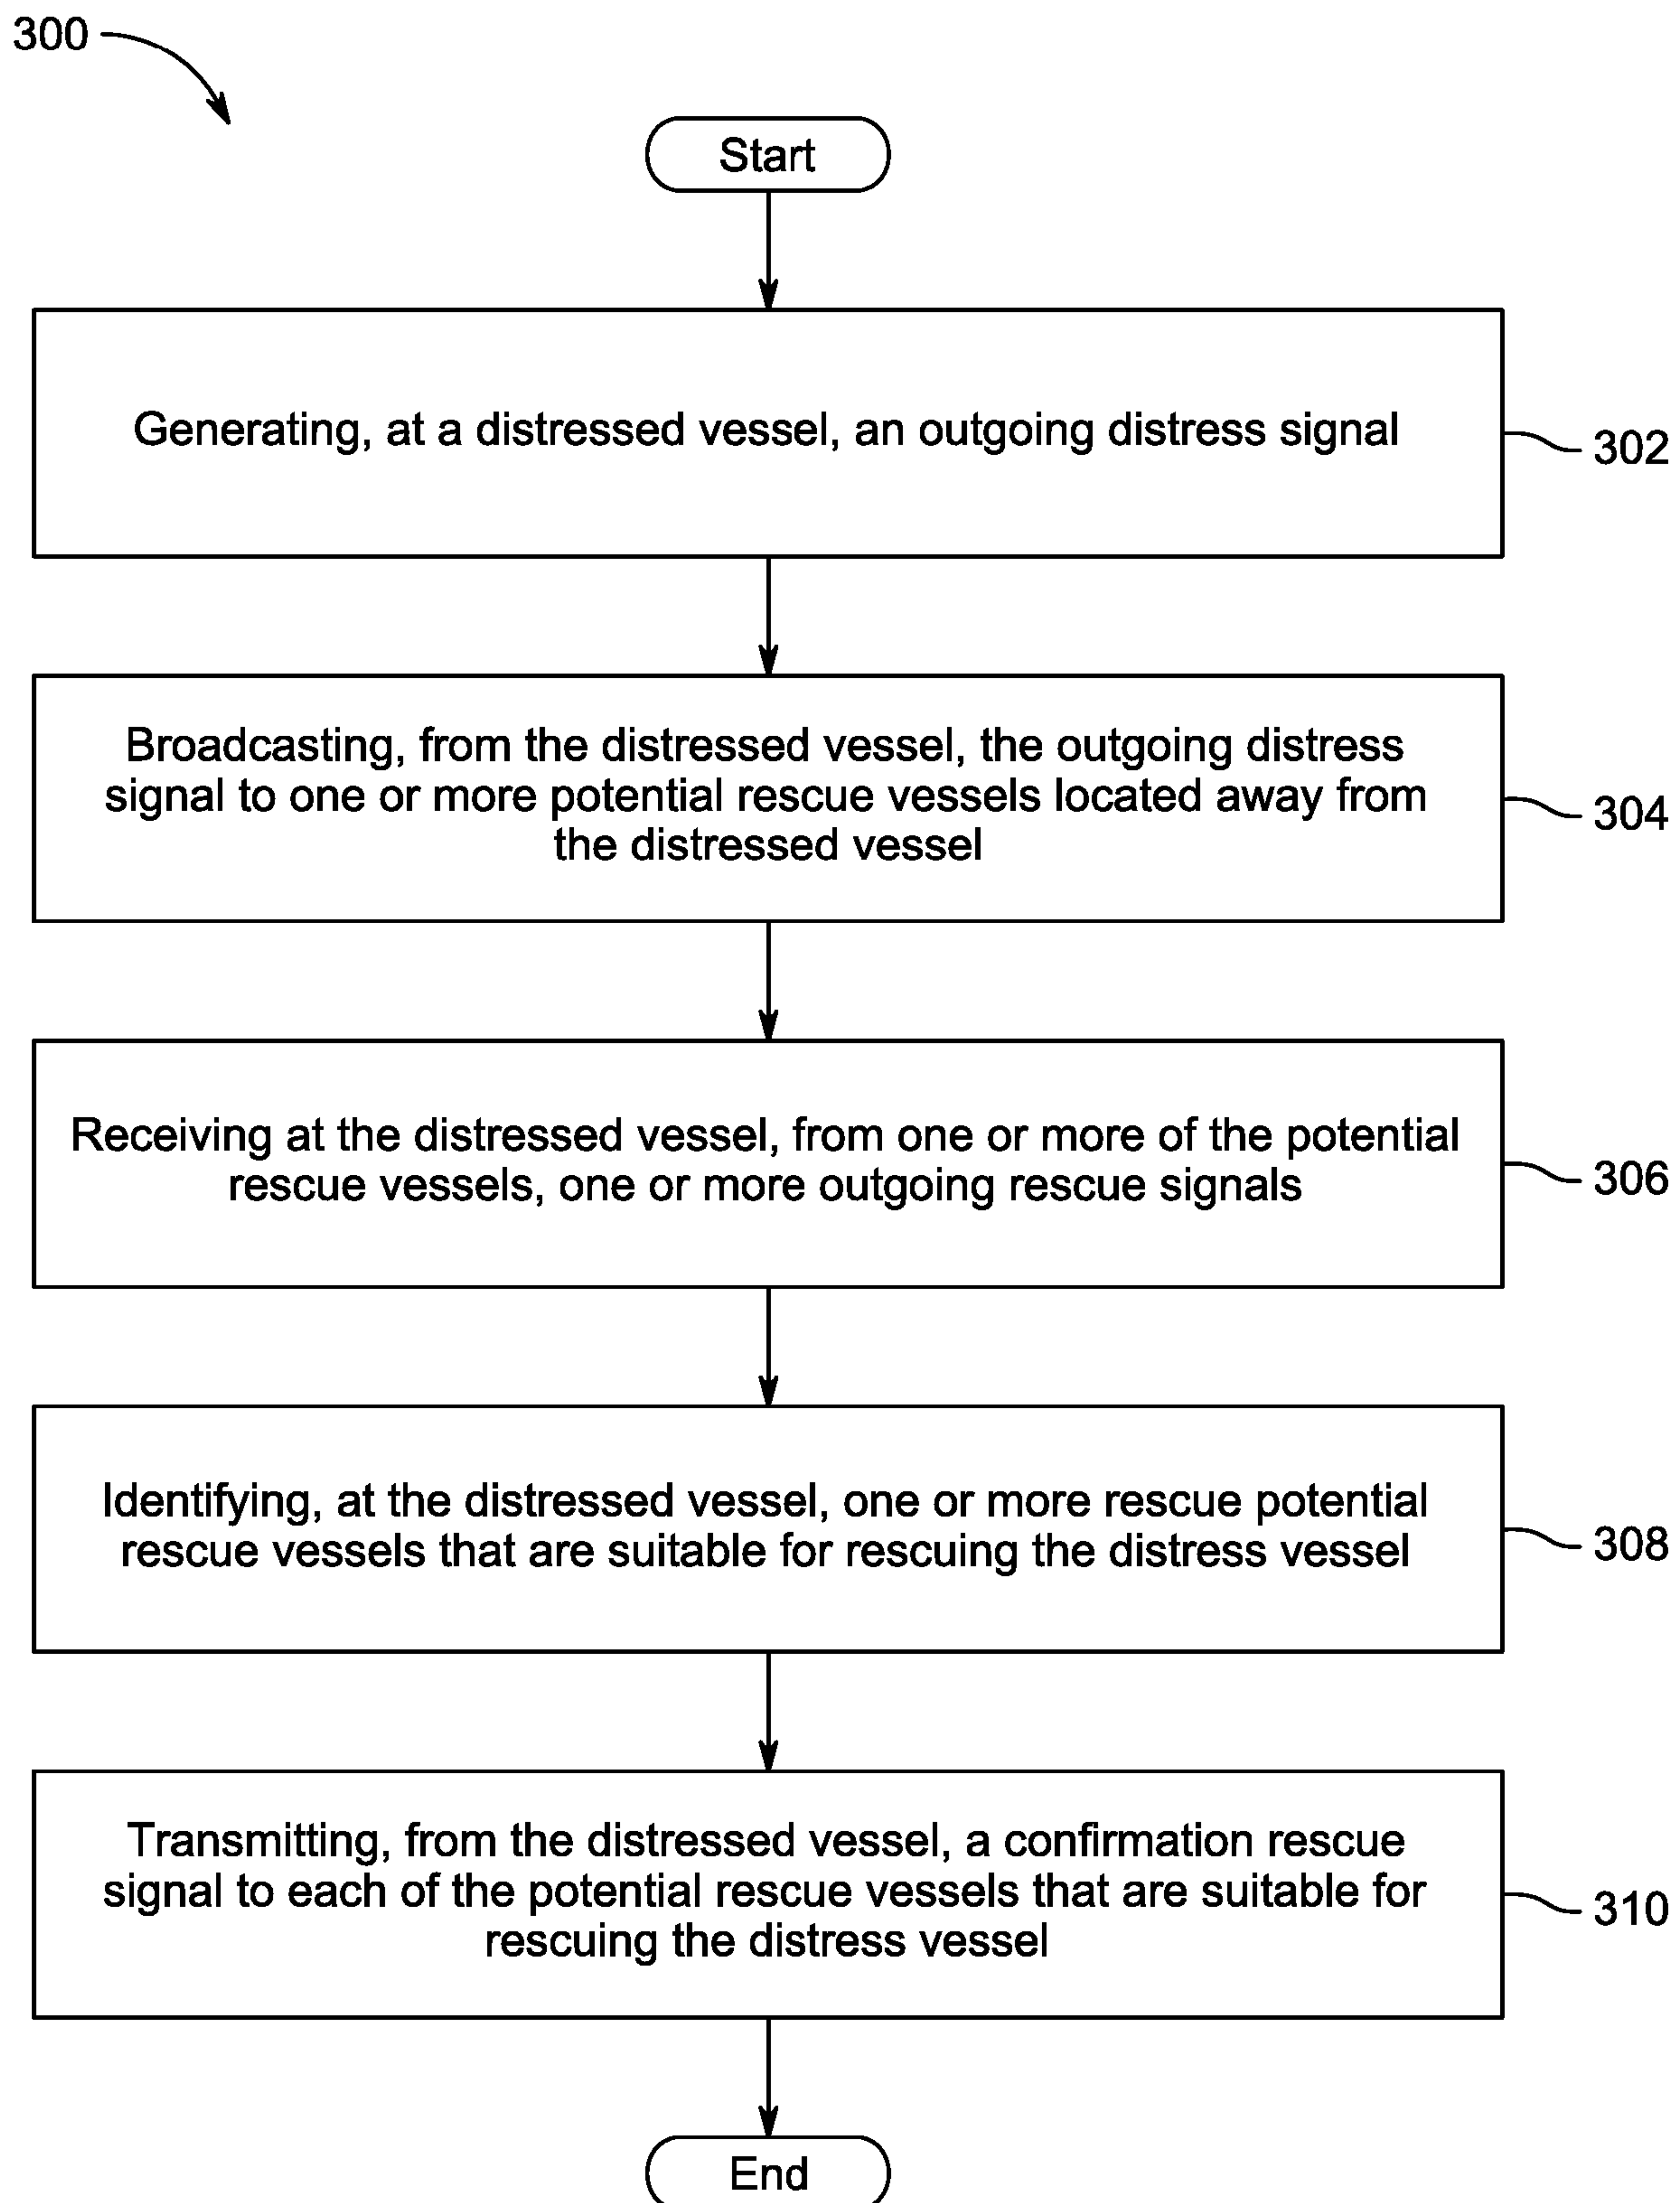 300
Start
Generating, at a distressed vessel, an outgoing distress signal
302
Broadcasting, from the distressed vessel, the outgoing distress
signal to one or more potential rescue vessels located away from
the distressed vessel
304
Receiving at the distressed vessel, from one or more of the potential
rescue vessels, one or more outgoing rescue signals
306
Identifying, at the distressed vessel, one or more rescue potential
rescue vessels that are suitable for rescuing the distress vessel
308
Transmitting, from the distressed vessel, a confirmation rescue
signal to each of the potential rescue vessels that are suitable for
rescuing the distress vessel
310
End